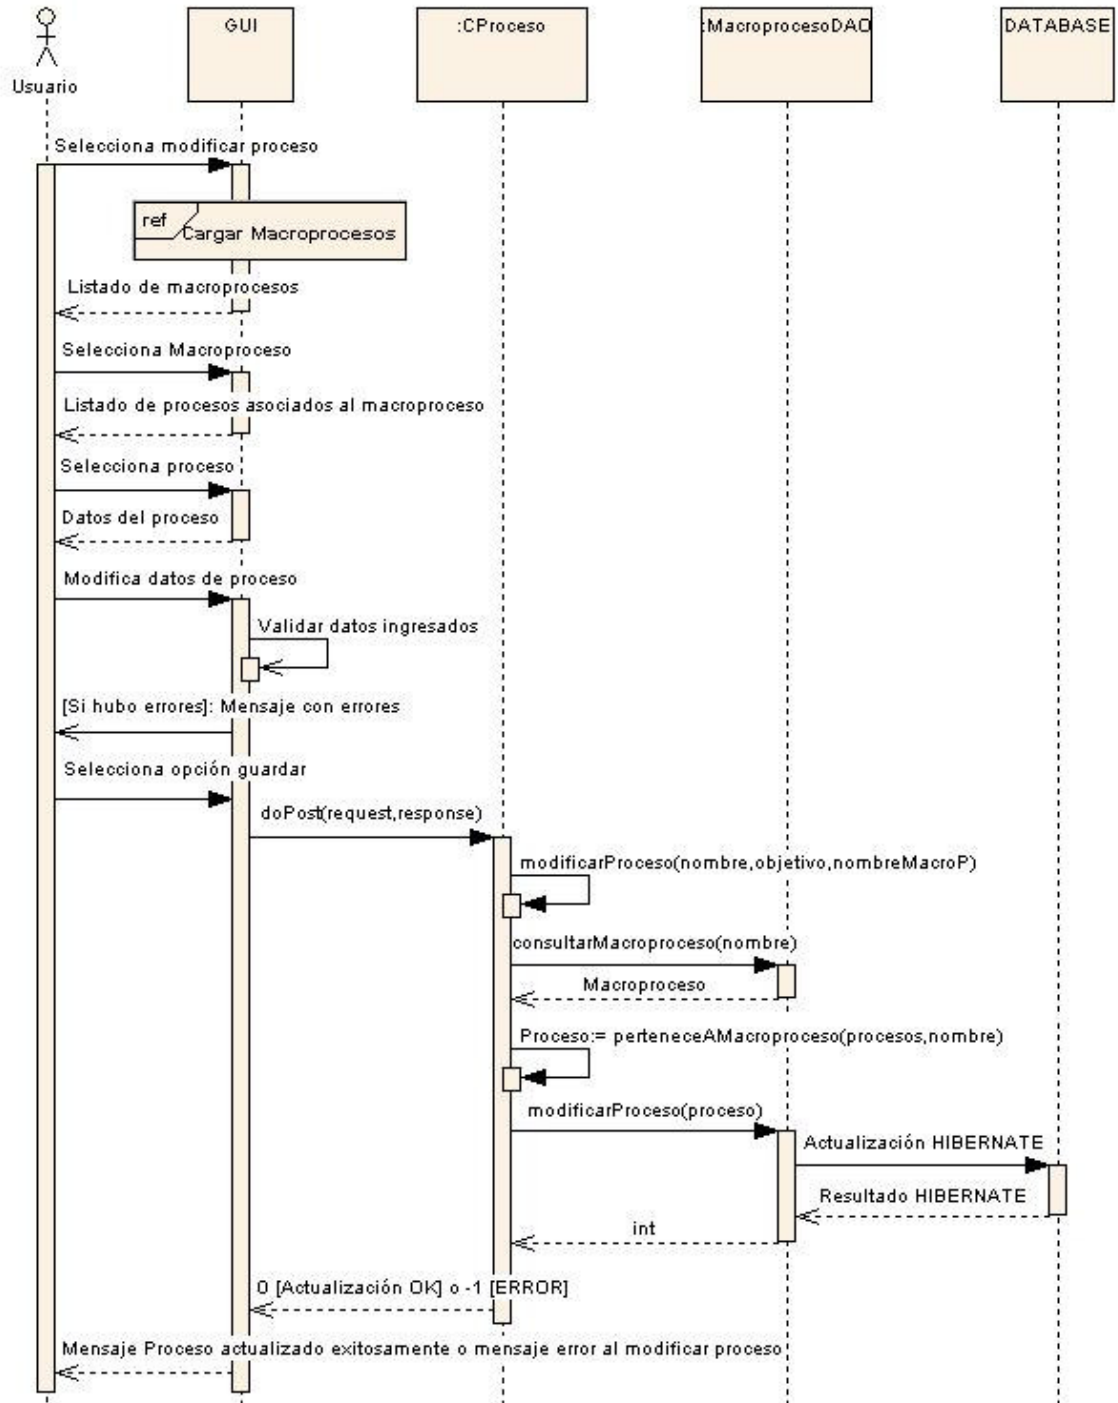 GUI
:CProceso
:MacroprocesoDAO
DATABASE
Usuario
Selecciona modificar proceso
ref
Cargar Macroprocesos
Listado de macroprocesos
Selecciona Macroproceso
Listado de procesos asociados al macroproceso
Selecciona proceso
Datos del proceso
Modifica datos de proceso
Validar datos ingresados
[Si hubo errores]: Mensaje con errores
Selecciona opción guardar
doPost(request,response)
modificarProceso(nombre,objetivo,nombreMacroP)
consultarMacroproceso(nombre)
Macroproceso
Proceso:= perteneceAMacroproceso(procesos,nombre)
modificarProceso(proceso)
Actualización HIBERNATE
Resultado HIBERNATE
int
0 [Actualización OK] o -1 [ERROR]
Mensaje Proceso actualizado exitosamente o mensaje error al modificar proceso